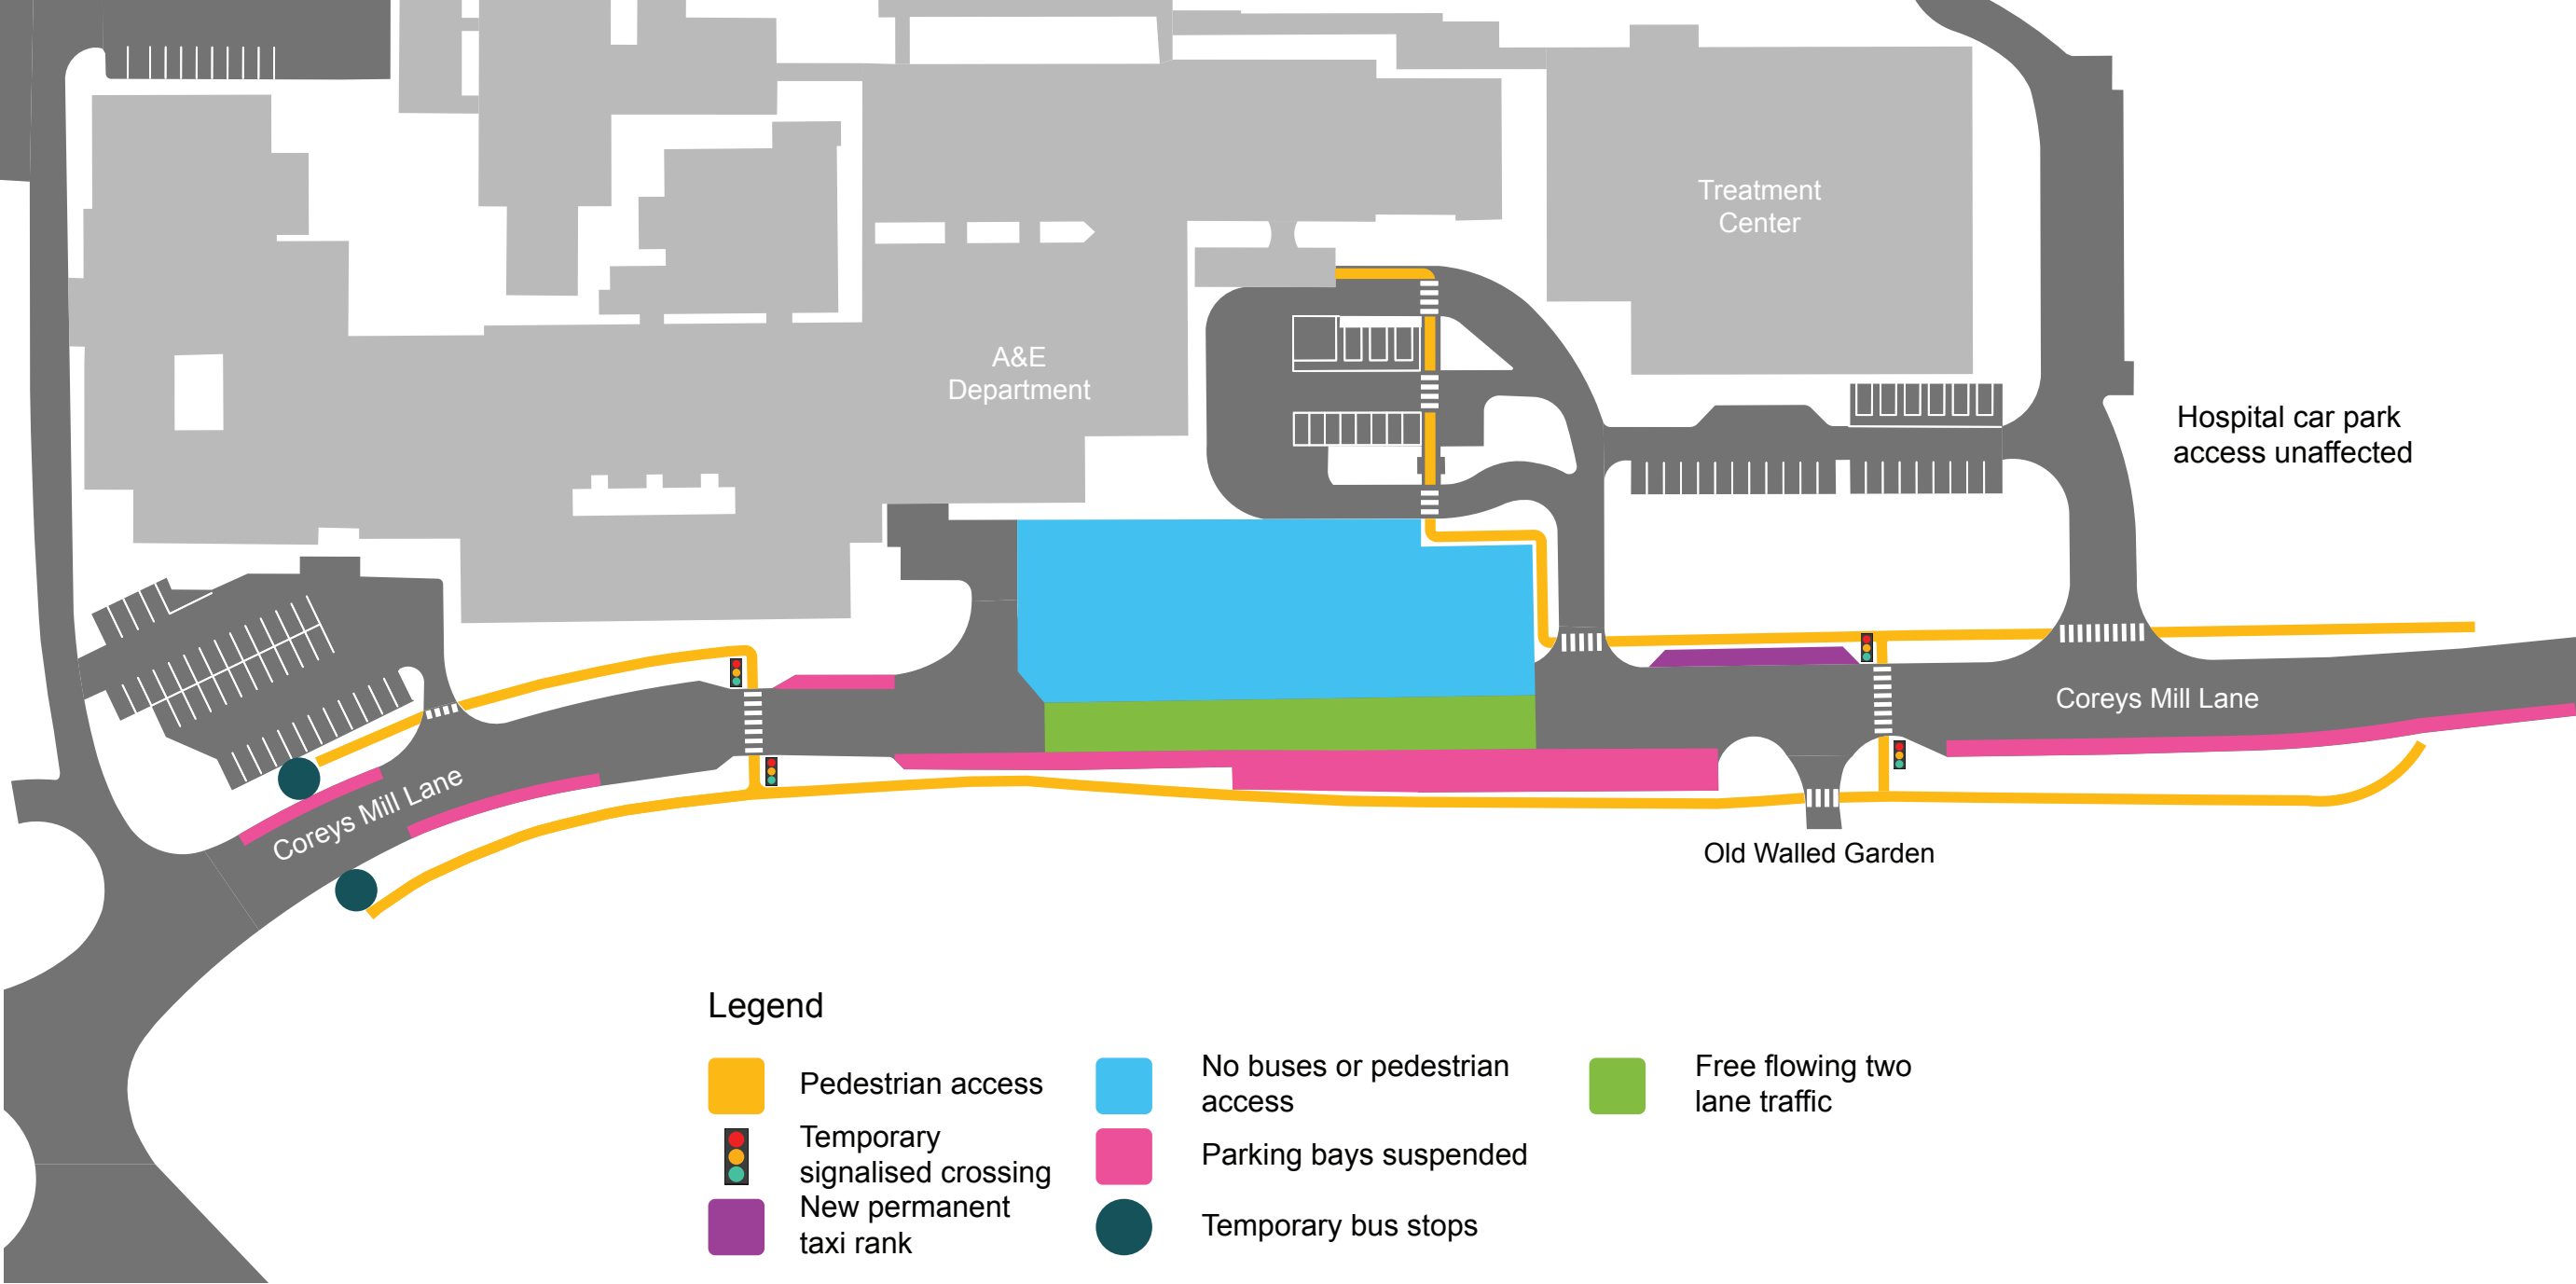 Treatment
Center
A&E
Department
Hospital car park
access unaffected
Coreys Mill Lane
Coreys Mill Lane
Old Walled Garden
Legend
Pedestrian access
Temporary
signalised crossing
New permanent
taxi rank
No buses or pedestrian
access
Parking bays suspended
Temporary bus stops
Free flowing two
lane traffic